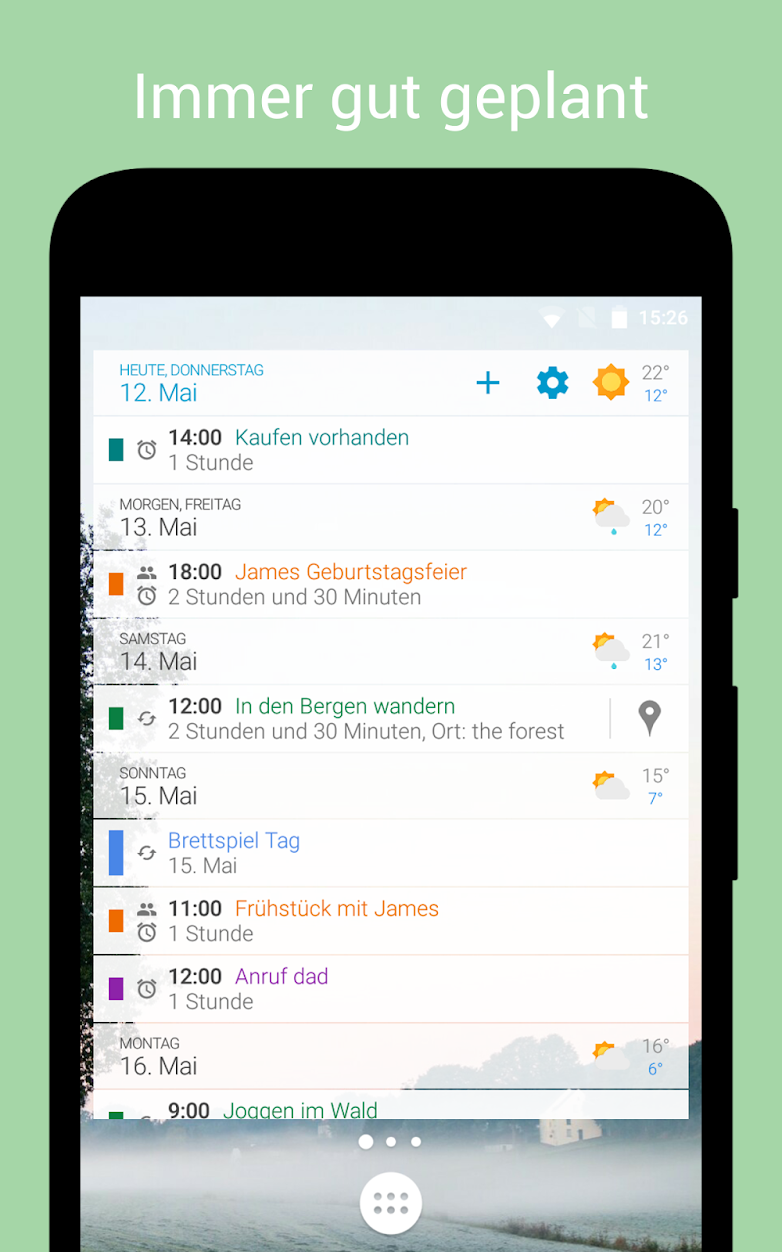 Immer gut geplant
15:26
HEUTE, DONNERSTAG
12. Mai
22°
12°
14:00 Kaufen vorhanden
1 Stunde
MORGEN, FREITAG
13. Mai
20°
12°
18:00 James Geburtstagsfeier
2 Stunden und 30 Minuten
SAMSTAG
14. Mai
21°
13°
12:00 In den Bergen wandern
2 Stunden und 30 Minuten, Ort: the forest
SONNTAG
15. Mai
15°
7°
Brettspiel Tag
15. Mai
11:00 Frühstück mit James
1 Stunde
12:00 Anruf dad
1 Stunde
MONTAG
16. Mai
16°
6°
9:00 Joggen im Wald